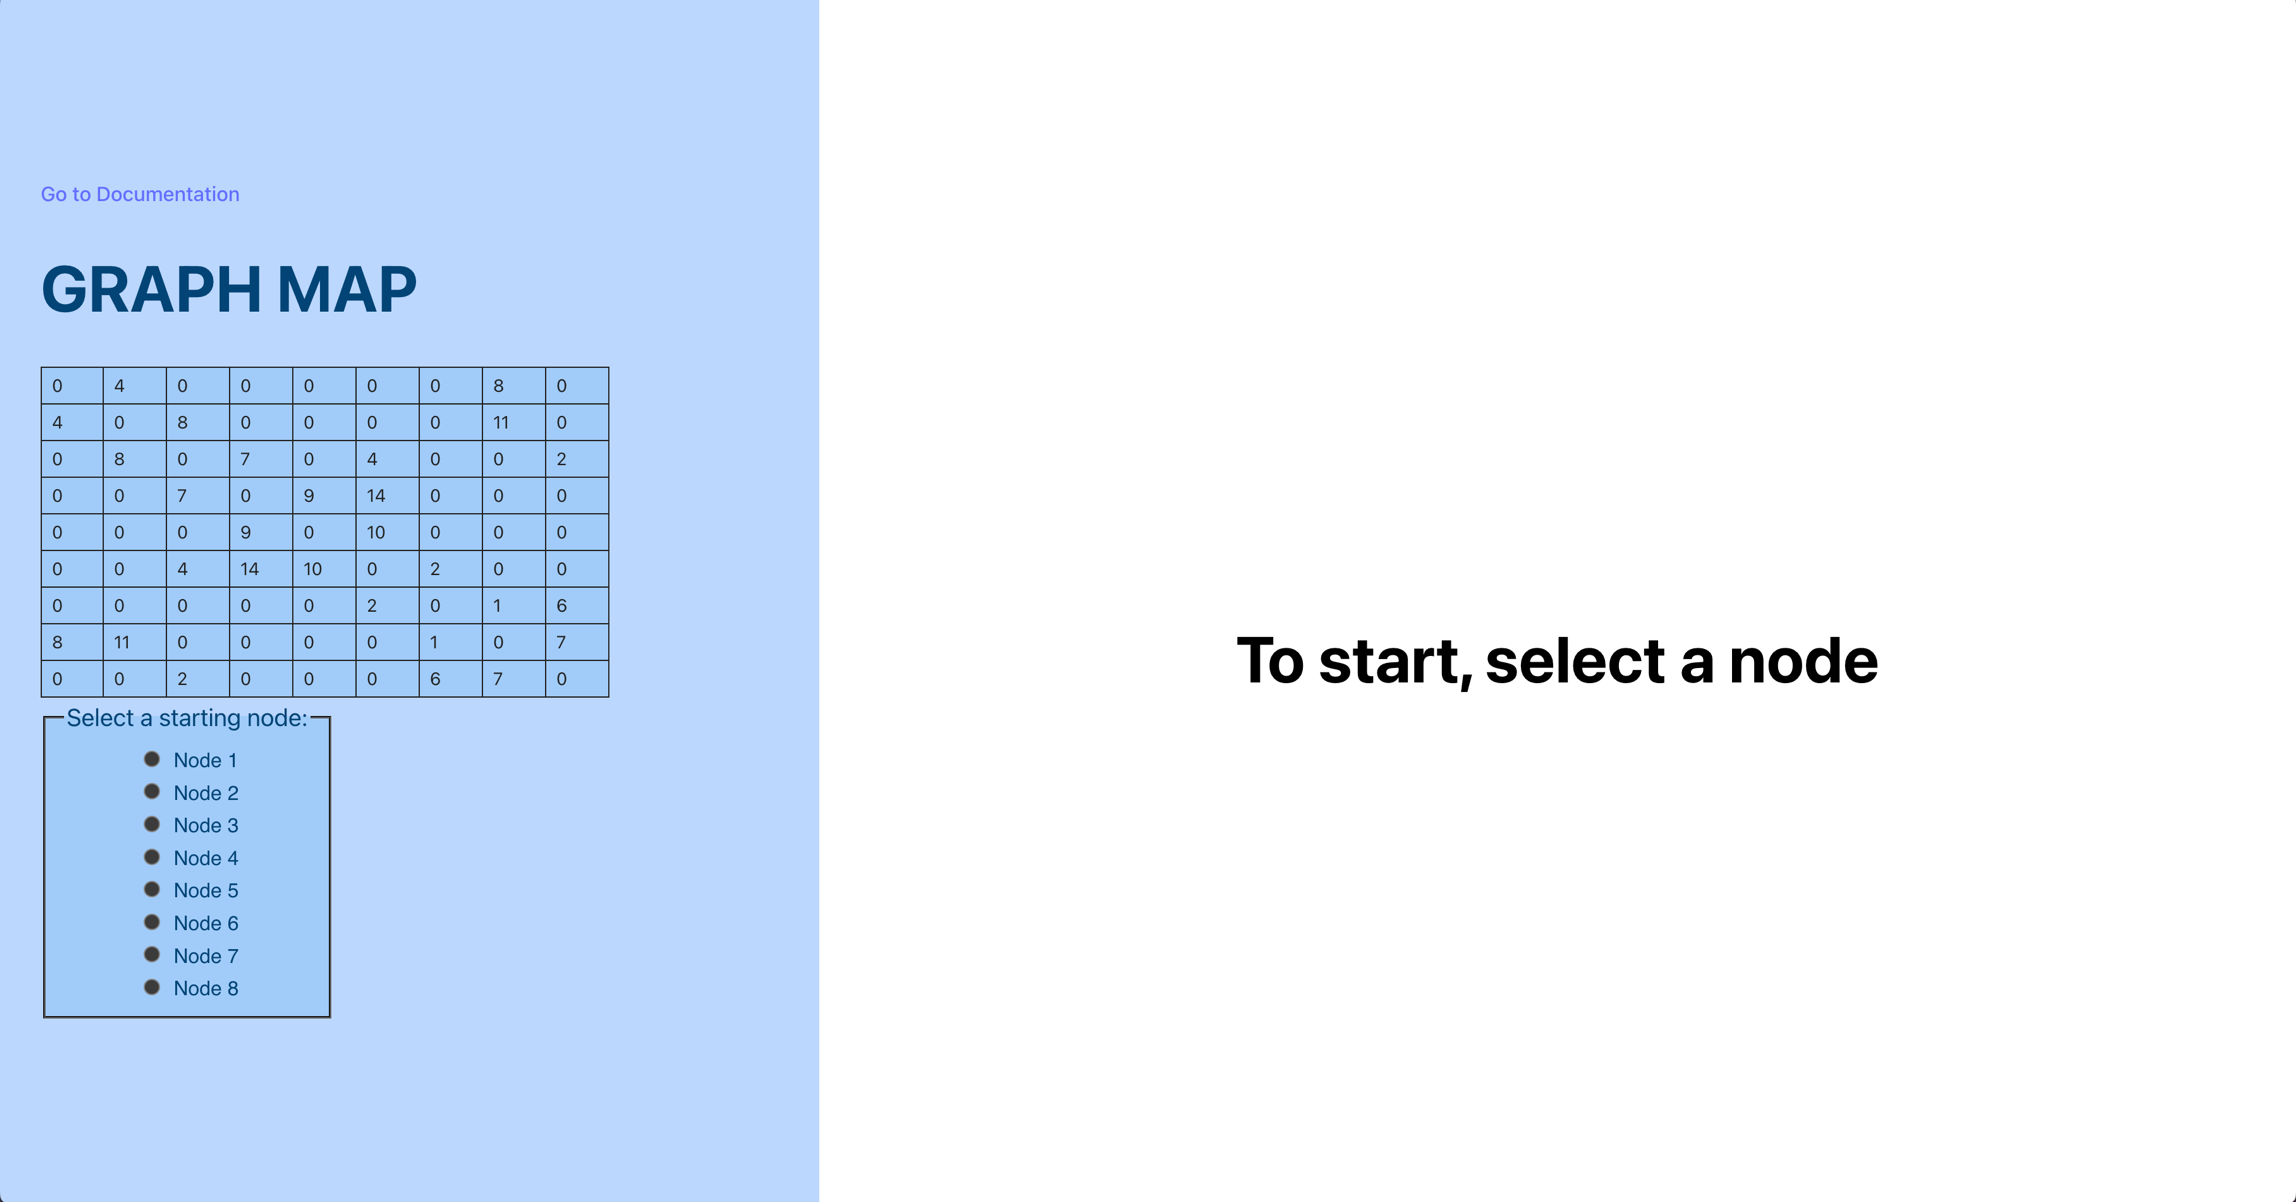 Go to Documentation
GRAPH MAP
0 4 0 0 0 0 0 8 0
4 0 8 0 0 0 0 11 0
0 8 0 7 0 4 0 0 2
0 0 7 0 9 14 0 0 0
0 0 0 9 0 10 0 0 0
0 0 4 14 10 0 2 0 0
0 0 0 0 0 2 0 1 6
8 11 0 0 0 0 1 0 7
0 0 2 0 0 0 6 7 0
Select a starting node:
Node 1
Node 2
Node 3
Node 4
Node 5
Node 6
Node 7
Node 8
To start, select a node